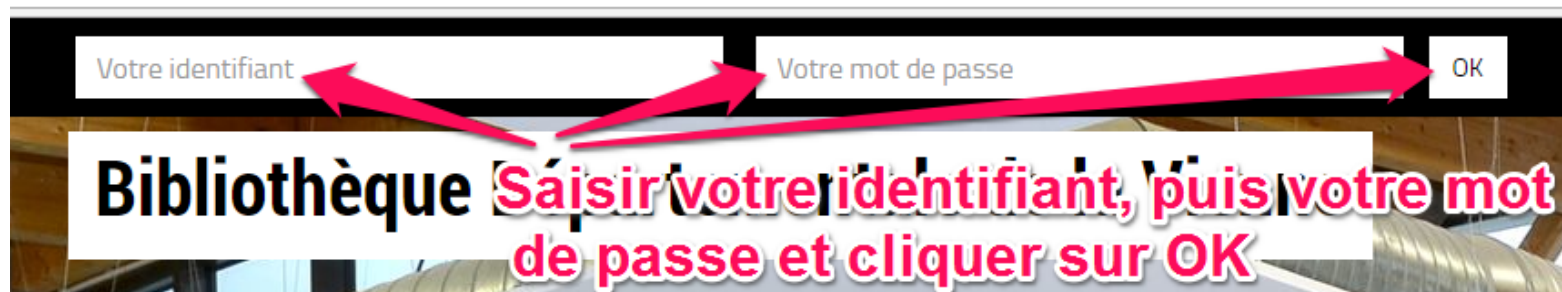 Votre identifiant
Votre mot de passe
OK
Bibliothèque
Saisir votre identifiant, puis votre mot
de passe et cliquer sur OK